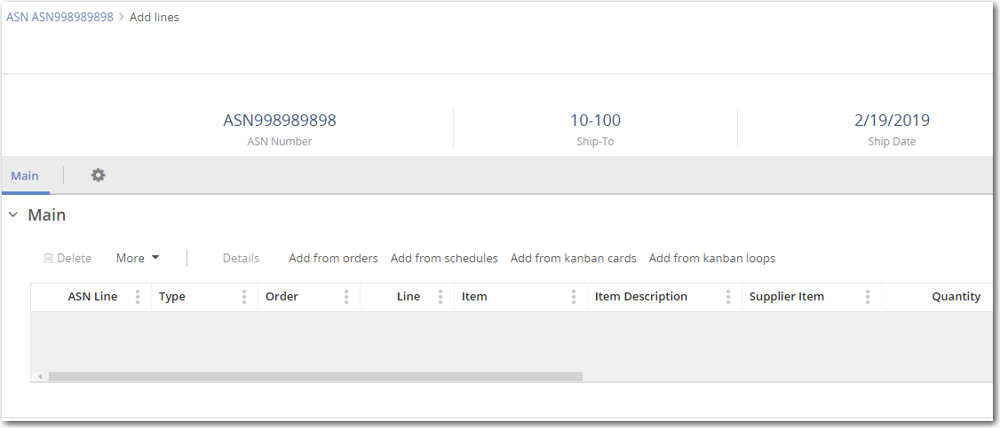 ASN ASN998989898 > Add lines
ASN998989898 10-100 2/19/2019
ASN Number Ship-To Ship Date
Main
Main
Delete More Details Add from orders Add from schedules Add from kanban cards Add from kanban loops
ASN Line Type Order Line Item Item Description Supplier Item Quantity